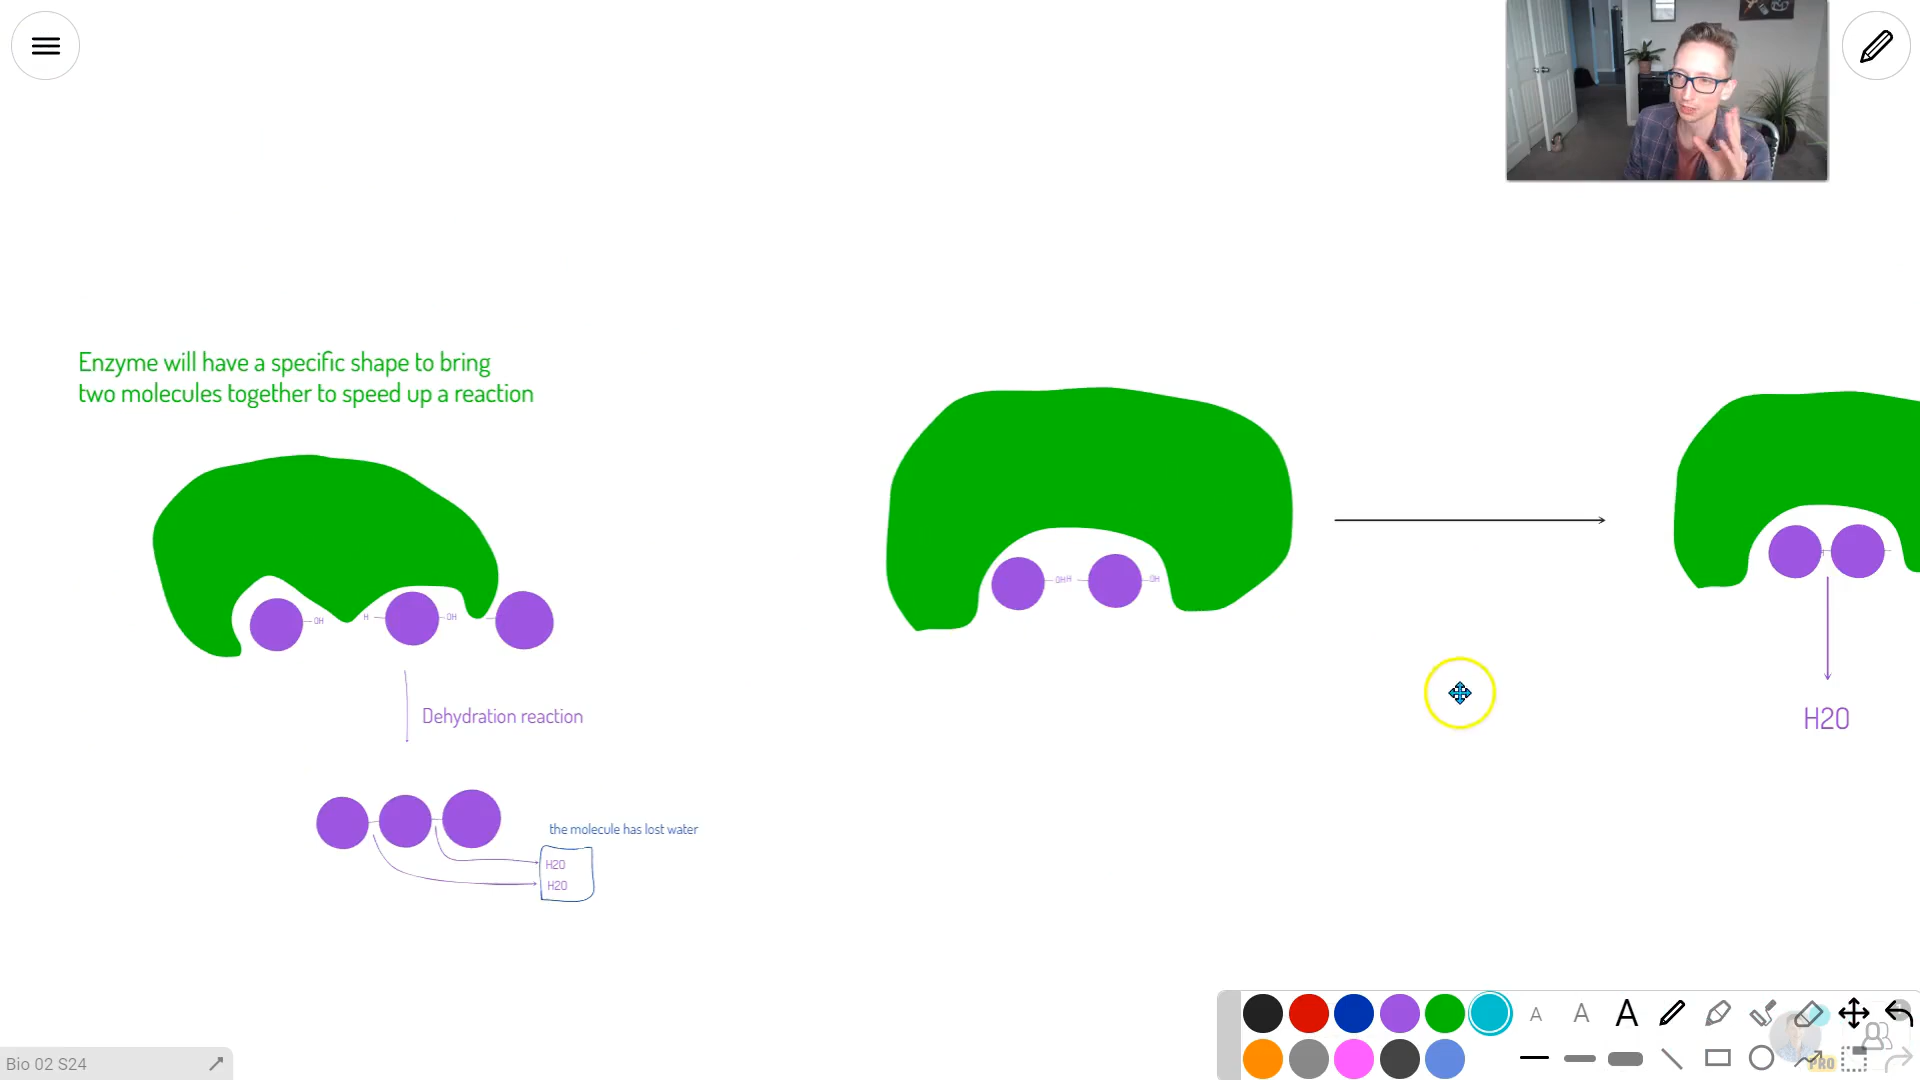 Enzyme will have a specific shape to bring
two molecules together to speed up a reaction
OH
H
OH
OH
H
OH
H
Dehydration reaction
H2O
the molecule has lost water
H2O
H2O
A
A
A
PRO
Bio 02 S24